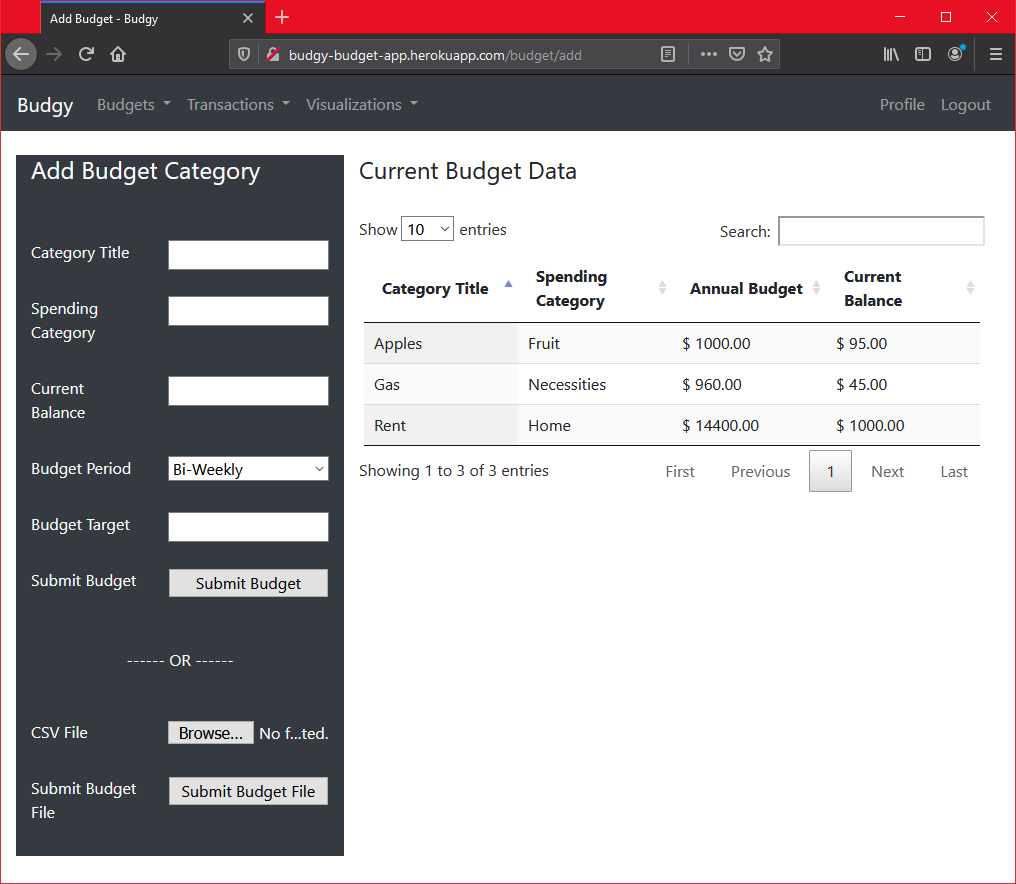 Add Budget - Budgy
budgy-budget-app.herokuapp.com/budget/add
Budgy Budgets Transactions Visualizations Profile Logout
Add Budget Category
Category Title
Spending
Category
Current
Balance
Budget Period Bi-Weekly
Budget Target
Submit Budget Submit Budget
------ OR ------
CSV File Browse... No f...ted.
Submit Budget
File
Submit Budget File
Current Budget Data
Show 10 entries Search:
Category Title Spending Category Annual Budget Current Balance
Apples Fruit $ 1000.00 $ 95.00
Gas Necessities $ 960.00 $ 45.00
Rent Home $ 14400.00 $ 1000.00
Showing 1 to 3 of 3 entries First Previous 1 Next Last